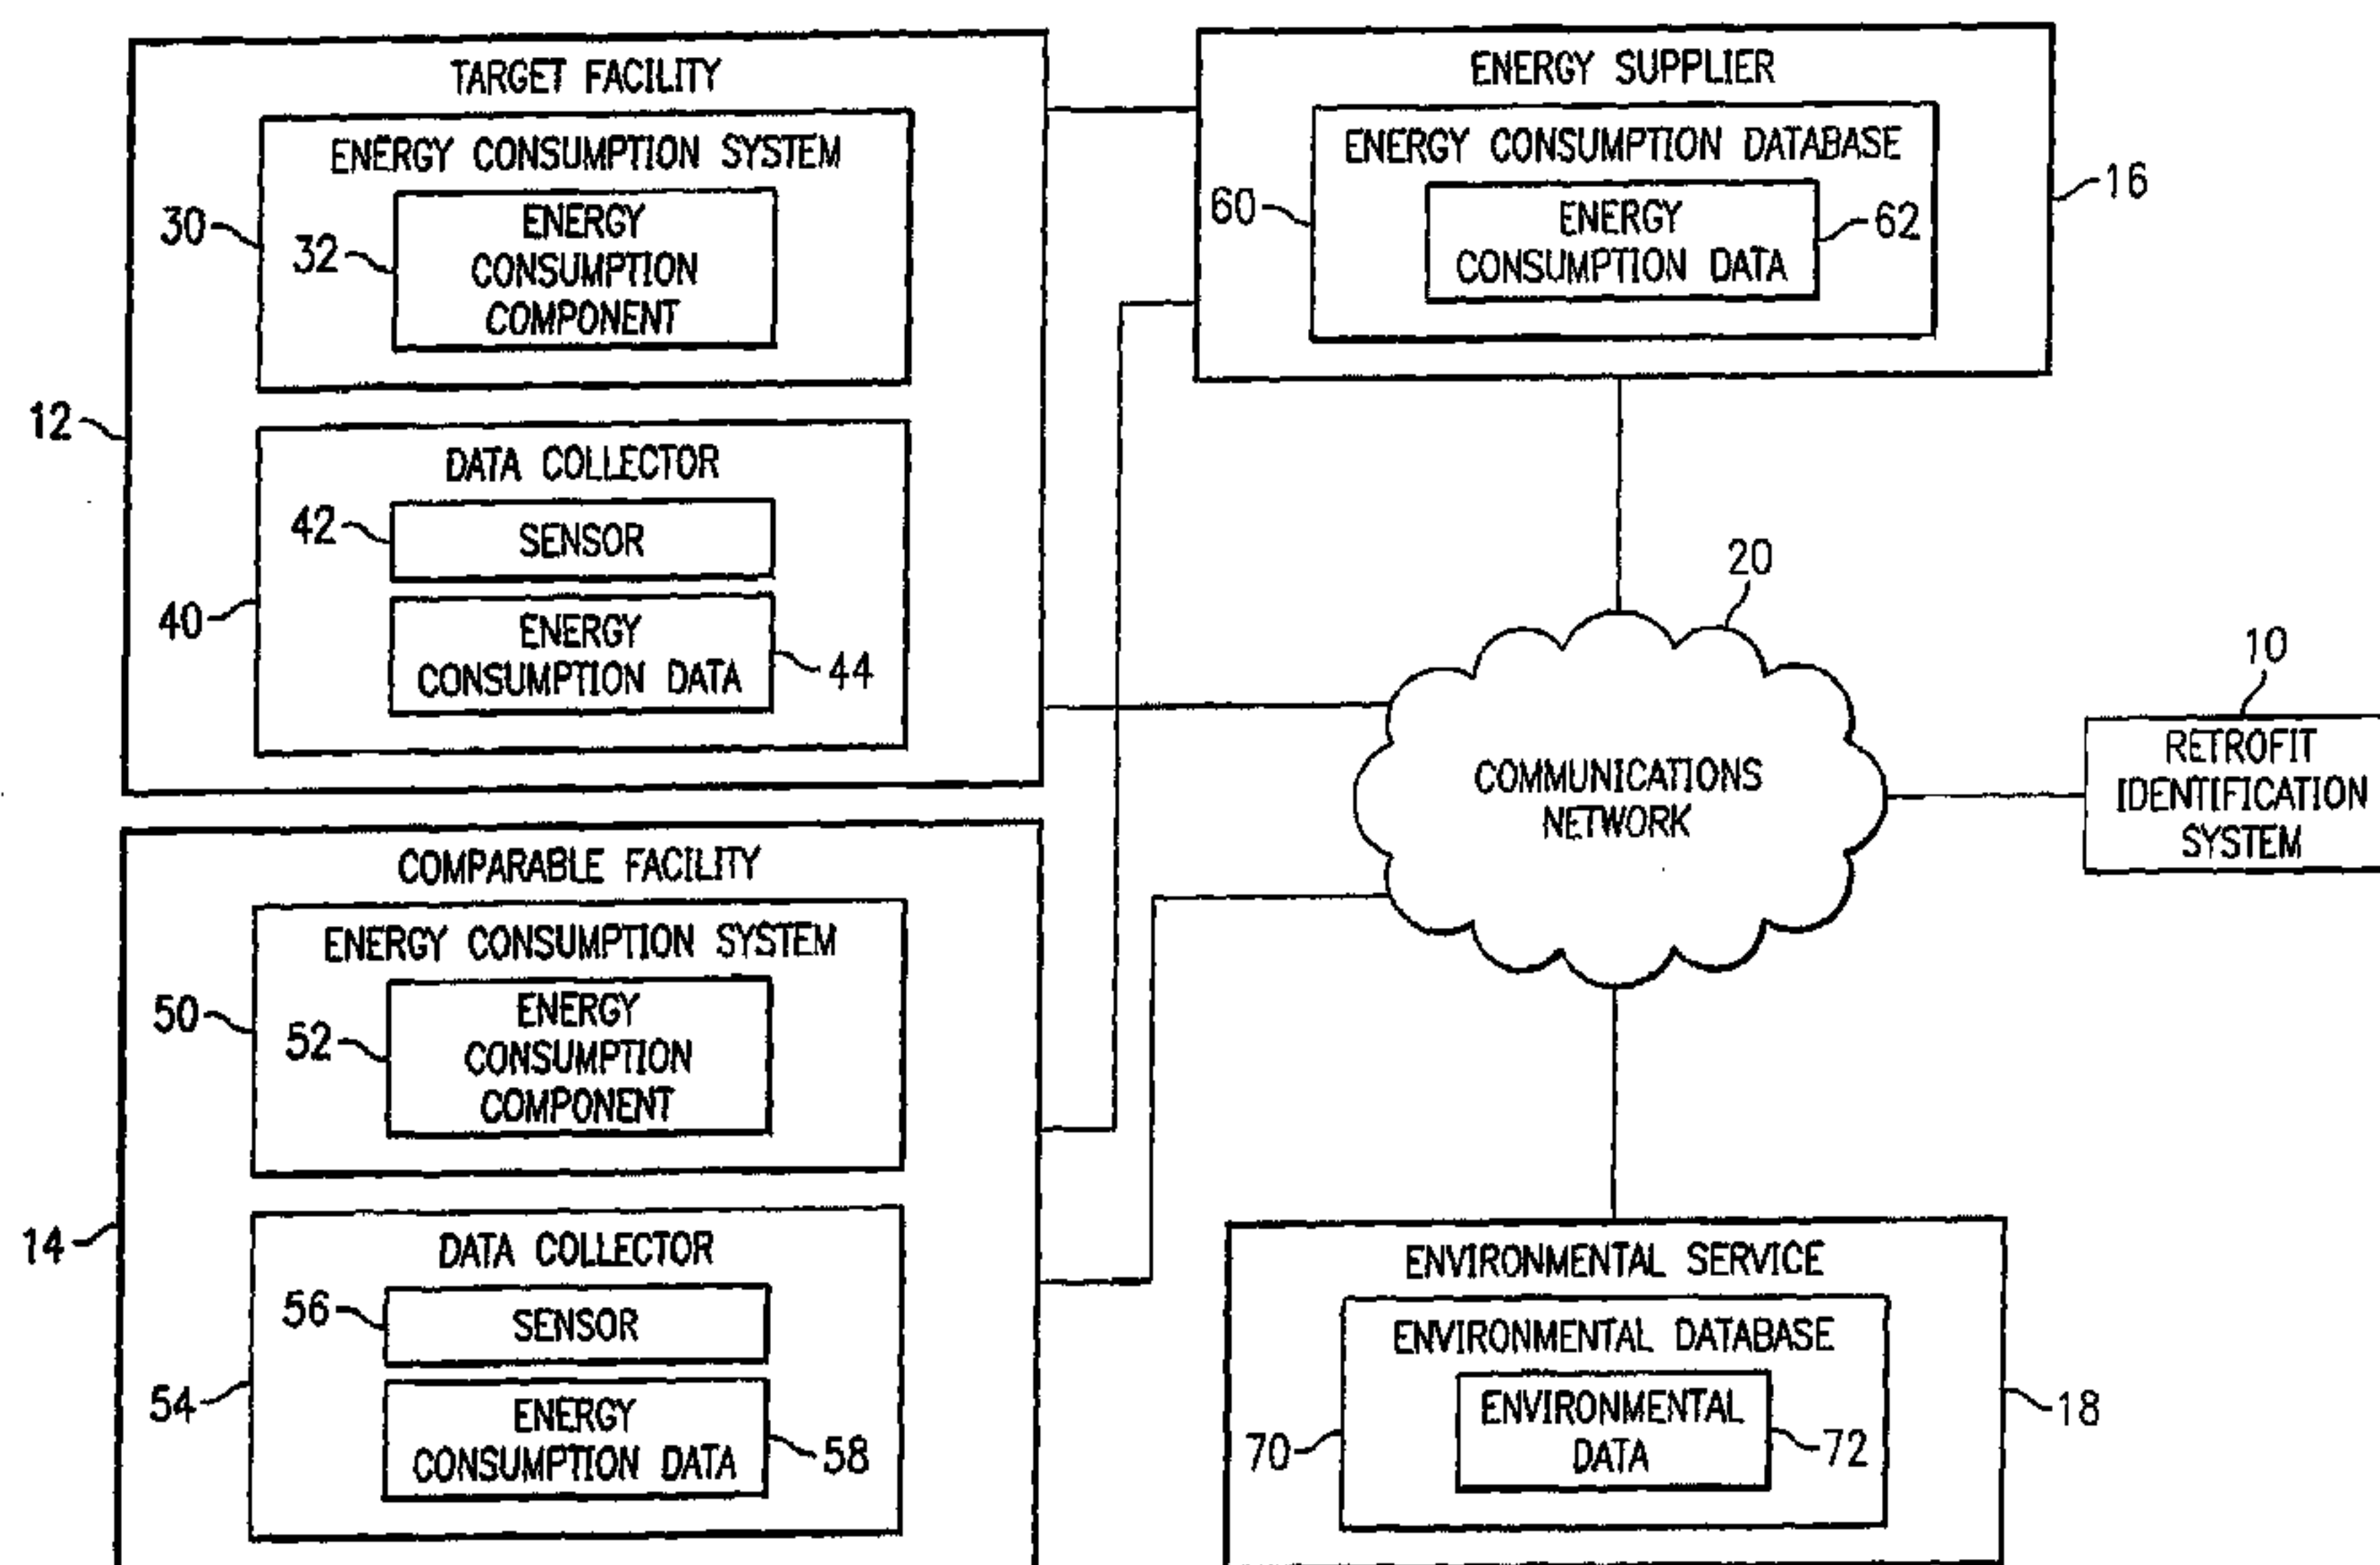 TARGET FACILITY
ENERGY CONSUMPTION SYSTEM
30
32
ENERGY
CONSUMPTION
COMPONENT
12
DATA COLLECTOR
42
SENSOR
40
ENERGY
CONSUMPTION DATA
44
COMPARABLE FACILITY
ENERGY CONSUMPTION SYSTEM
50
52
ENERGY
CONSUMPTION
COMPONENT
14
DATA COLLECTOR
56
SENSOR
54
ENERGY
CONSUMPTION DATA
58
ENERGY SUPPLIER
ENERGY CONSUMPTION DATABASE
16
60
ENERGY
CONSUMPTION DATA
62
20
COMMUNICATIONS
NETWORK
10
RETROFIT
IDENTIFICATION
SYSTEM
ENVIRONMENTAL SERVICE
ENVIRONMENTAL DATABASE
18
70
ENVIRONMENTAL
DATA
72